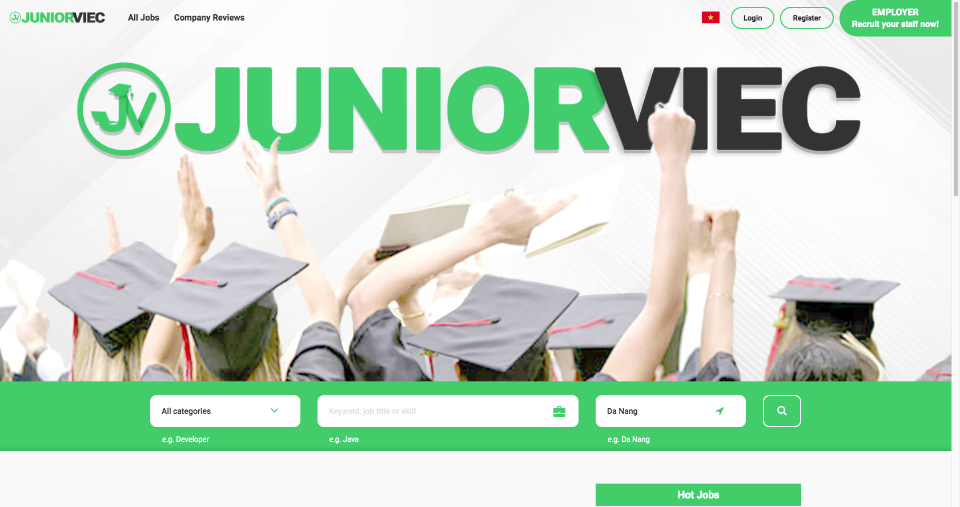 JUNIORVIEC
All Jobs
Company Reviews
Login
Register
EMPLOYER
Recruit your staff now!
JV JUNIORVIEC
All categories
Keyword, job title or skill
Da Nang
e.g. Developer
e.g. Java
e.g. Da Nang
Hot Jobs